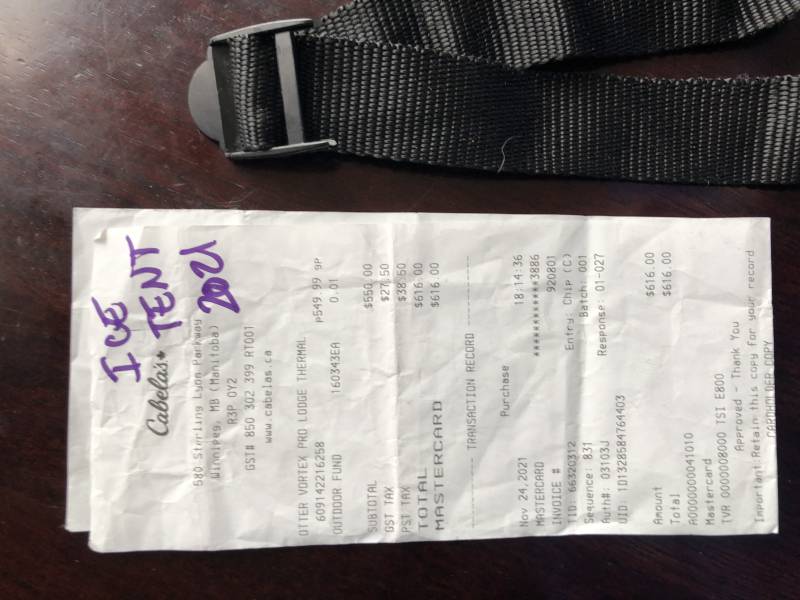 ICE
TENT
2021
Cabela's
580 Sterling Lyon Parkway
Winnipeg, MB (Manitoba)
R3P 0Y2
GST# 850 302 399 RT001
www.cabelas.ca
OTTER VORTEX PRO LODGE THERMAL
609142216258 P549.99 9P
OUTDOOR FUND 0.01
160343EA
SUBTOTAL $550.00
GST TAX $27.50
PST TAX $38.50
TOTAL $616.00
MASTERCARD $616.00
TRANSACTION RECORD
Purchase
Nov 24,2021 18:14:36
MASTERCARD ************3886
INVOICE # 920801
TID: 66320312 Entry: Chip (C)
Sequence: 831 Batch: 001
Auth#: 03193J Response: 01-027
UID: 1D1328584764403
Amount $616.00
Total $616.00
A0000000041010
Mastercard
TVR 0000008000 TSI E800
Approved - Thank You
Important Retain this copy for your record
CARDHOLDER COPY